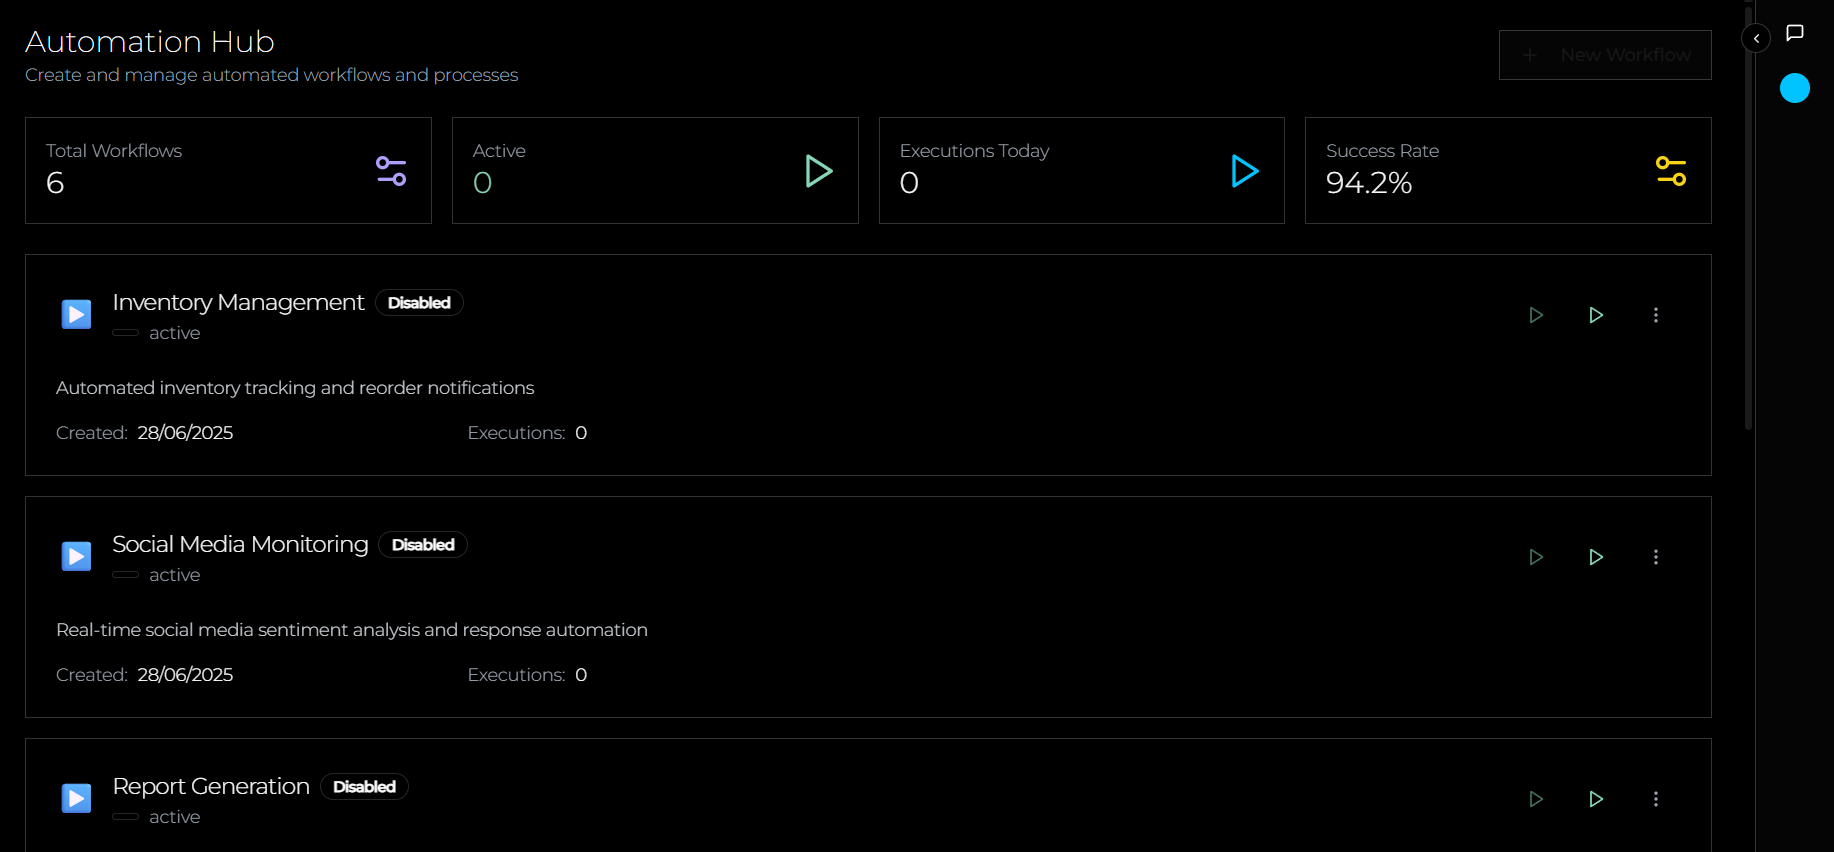 Automation Hub
Create and manage automated workflows and processes
+ New Workflow
Total Workflows
6
Active
0
Executions Today
0
Success Rate
94.2%
Inventory Management Disabled
active
Automated inventory tracking and reorder notifications
Created: 28/06/2025 Executions: 0
Social Media Monitoring Disabled
active
Real-time social media sentiment analysis and response automation
Created: 28/06/2025 Executions: 0
Report Generation Disabled
active